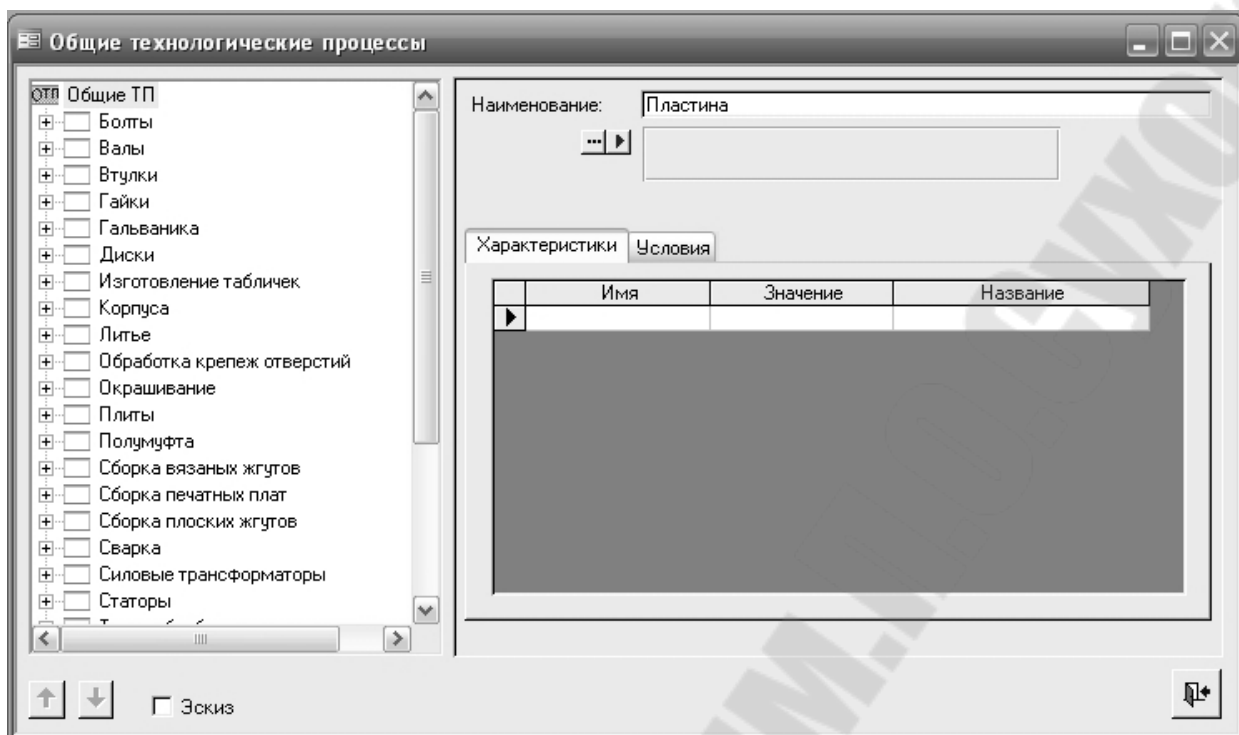 Общие технологические процессы
ОТП Общие ТП
Болты
Валы
Втулки
Гайки
Гальваника
Диски
Изготовление табличек
Корпуса
Литье
Обработка крепеж отверстий
Окрашивание
Плиты
Полумуфта
Сборка вязаных жгутов
Сборка печатных плат
Сборка плоских жгутов
Сварка
Силовые трансформаторы
Статоры
Эскиз
Наименование: Пластина
Характеристики Условия
Имя Значение Название